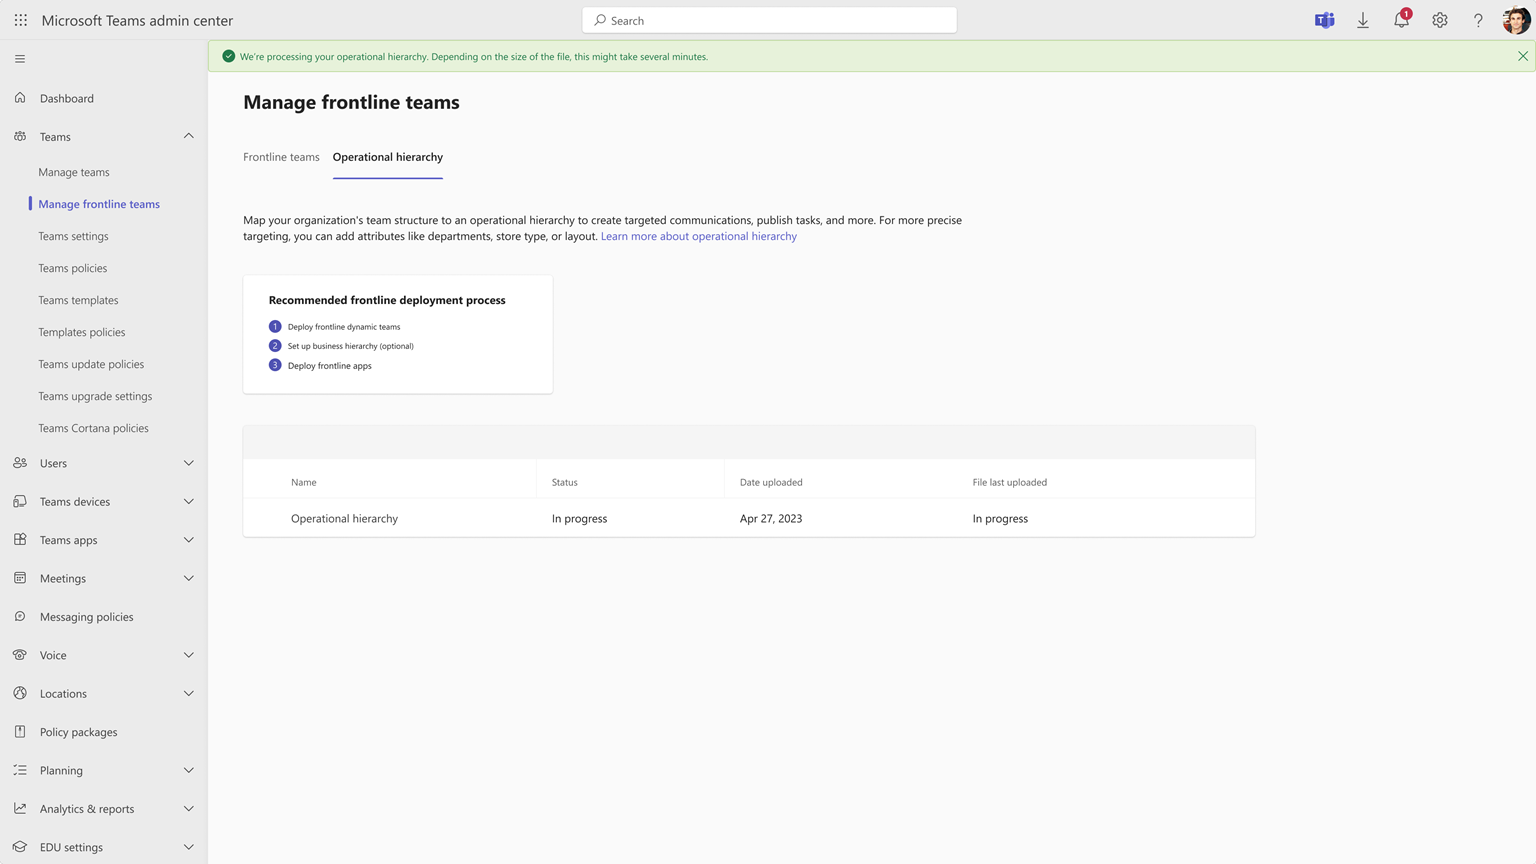 Microsoft Teams admin center
Search
1
We're processing your operational hierarchy. Depending on the size of the file, this might take several minutes.
Dashboard
Teams
Manage teams
Manage frontline teams
Teams settings
Teams policies
Teams templates
Templates policies
Teams update policies
Teams upgrade settings
Teams Cortana policies
Users
Teams devices
Teams apps
Meetings
Messaging policies
Voice
Locations
Policy packages
Planning
Analytics & reports
EDU settings
Manage frontline teams
Frontline teams Operational hierarchy
Map your organization's team structure to an operational hierarchy to create targeted communications, publish tasks, and more. For more precise
targeting, you can add attributes like departments, store type, or layout. Learn more about operational hierarchy
Recommended frontline deployment process
1 Deploy frontline dynamic teams
2 Set up business hierarchy (optional)
3 Deploy frontline apps
Name Status Date uploaded File last uploaded
Operational hierarchy In progress Apr 27, 2023 In progress